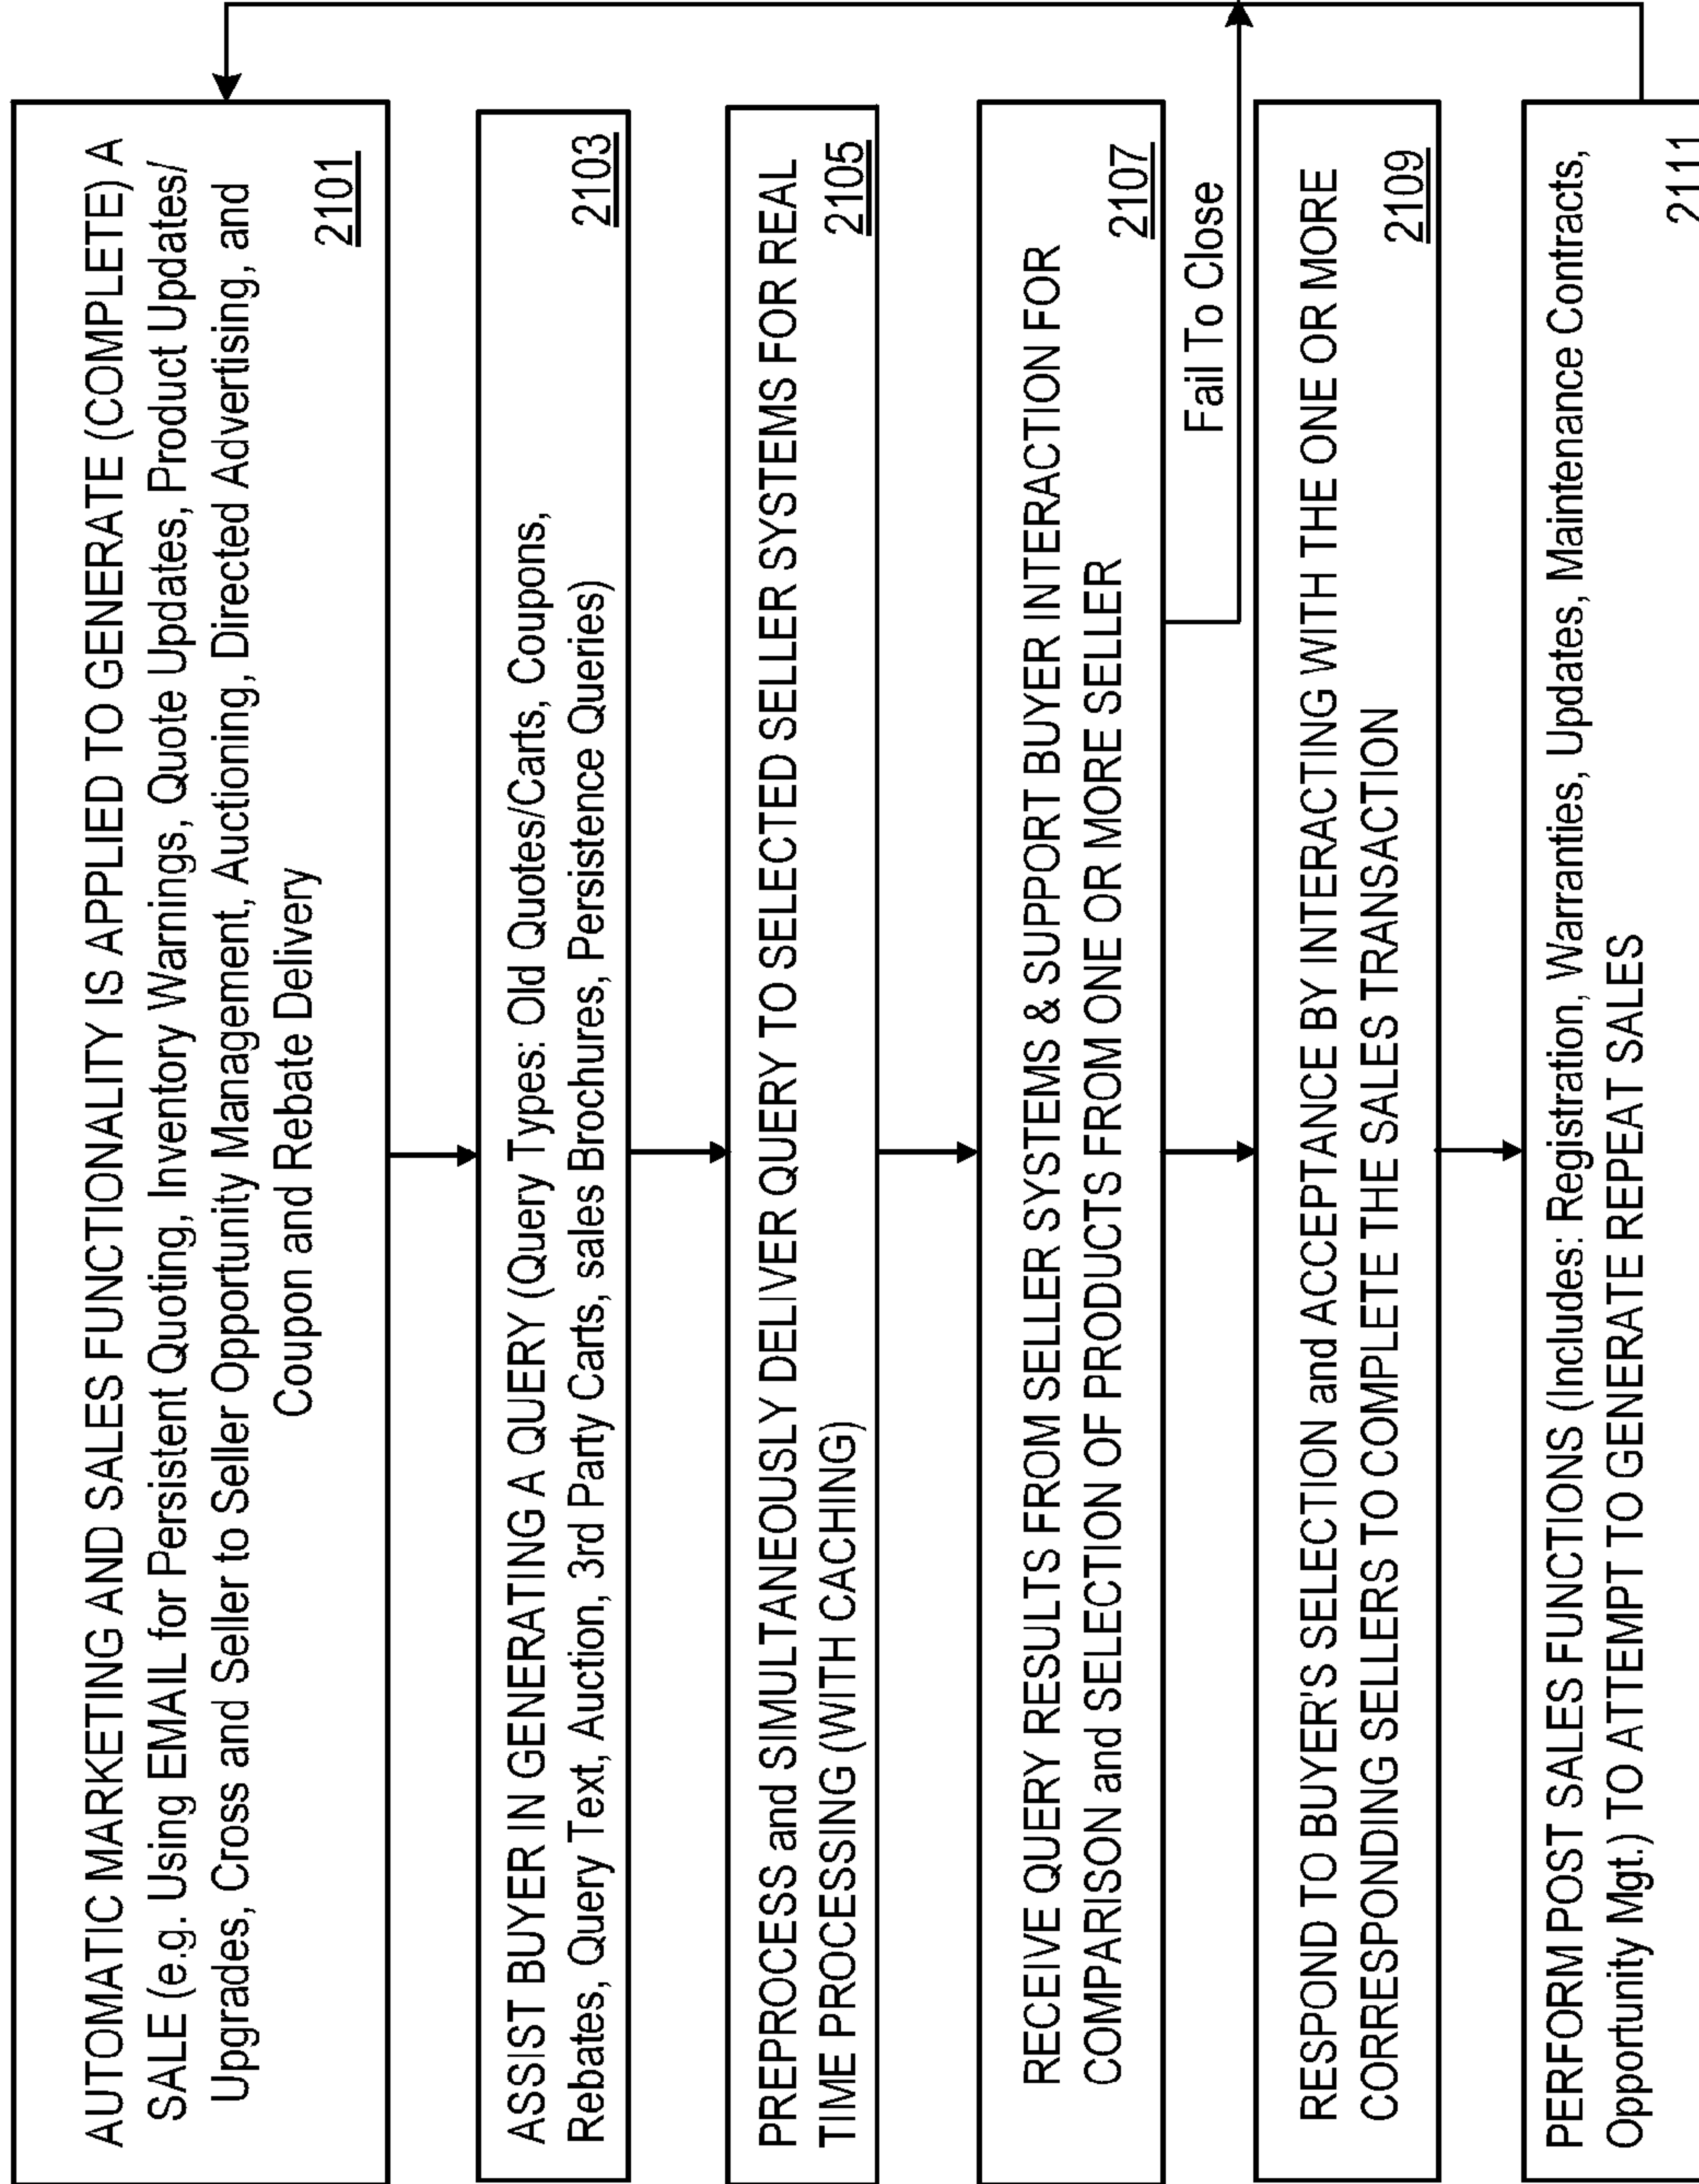 AUTOMATIC MARKETING AND SALES FUNCTIONALITY IS APPLIED TO GENERATE (COMPLETE) A
SALE (e.g. Using EMAIL for Persistent Quoting, Inventory Warnings, Quote Updates, Product Updates/
Upgrades, Cross and Seller to Seller Opportunity Management, Auctioning, Directed Advertising, and
Coupon and Rebate Delivery
2101
ASSIST BUYER IN GENERATING A QUERY (Query Types: Old Quotes/Carts, Coupons,
Rebates, Query Text, Auction, 3rd Party Carts, sales Brochures, Persistence Queries)
2103
PREPROCESS and SIMULTANEOUSLY DELIVER QUERY TO SELECTED SELLER SYSTEMS FOR REAL
TIME PROCESSING (WITH CACHING)
2105
RECEIVE QUERY RESULTS FROM SELLER SYSTEMS & SUPPORT BUYER INTERACTION FOR
COMPARISON and SELECTION OF PRODUCTS FROM ONE OR MORE SELLER
2107
Fail To Close
RESPOND TO BUYER'S SELECTION and ACCEPTANCE BY INTERACTING WITH THE ONE OR MORE
CORRESPONDING SELLERS TO COMPLETE THE SALES TRANSACTION
2109
PERFORM POST SALES FUNCTIONS (Includes: Registration, Warranties, Updates, Maintenance Contracts,
Opportunity Mgt.) TO ATTEMPT TO GENERATE REPEAT SALES
2111